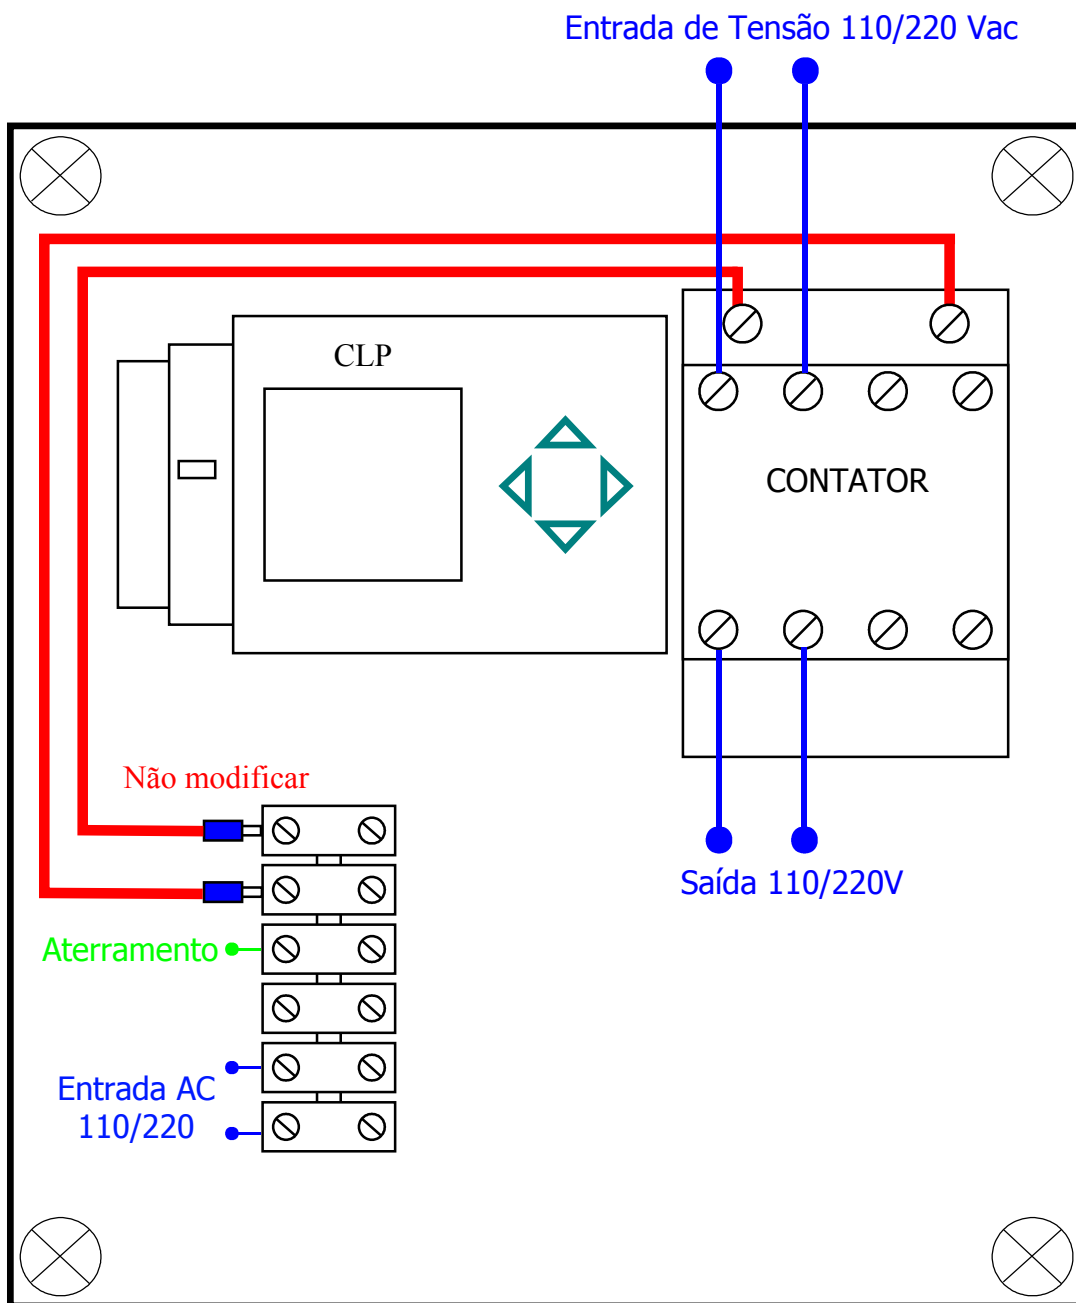 Entrada de Tensão 110/220 Vac
CLP
CONTATOR
Não modificar
Saída 110/220V
Aterramento
Entrada AC
110/220